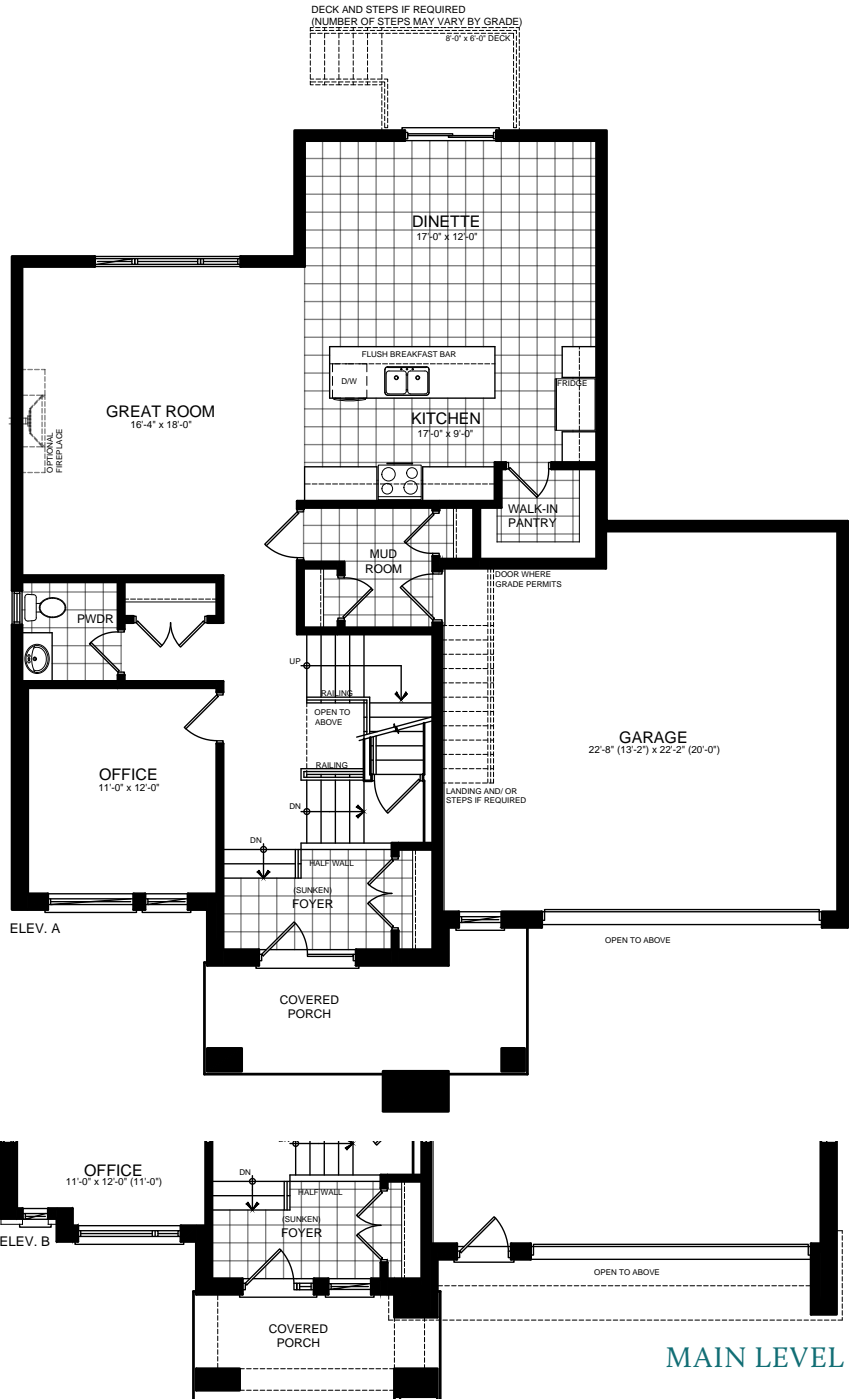 DECK AND STEPS IF REQUIRED
(NUMBER OF STEPS MAY VARY BY GRADE)
8'-0" x 6'-0" DECK
DINETTE
17'-0" x 12'-0"
FLUSH BREAKFAST BAR
D/W
FRIDGE
KITCHEN
17'-0" x 9'-0"
GREAT ROOM
16'-4" x 18'-0"
OPTIONAL
FIREPLACE
WALK-IN
PANTRY
MUD
ROOM
DOOR WHERE
GRADE PERMITS
PWDR
UP
RAILING
OPEN TO
ABOVE
RAILING
GARAGE
22'-8" (13'-2") x 22'-2" (20'-0")
OFFICE
11'-0" x 12'-0"
LANDING AND/ OR
STEPS IF REQUIRED
DN
DN
HALF WALL
(SUNKEN)
FOYER
ELEV. A
OPEN TO ABOVE
COVERED
PORCH
OFFICE
11'-0" x 12'-0" (11'-0")
DN
HALF WALL
(SUNKEN)
FOYER
ELEV. B
OPEN TO ABOVE
COVERED
PORCH
MAIN LEVEL